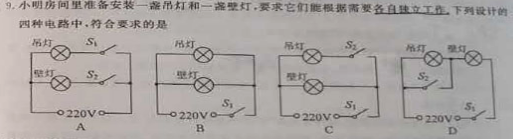 9.小明房间里准备安装一盏吊灯和一盏壁灯,要求它们能根据需要各自独立工作,下列设计的
四种电路中,符合要求的是
吊灯 S₁
壁灯 S₂
220V
A
吊灯
壁灯
220V S₁
B
吊灯 S₂
壁灯
220V S₁
C
吊灯 壁灯
S₂
220V S₁
D